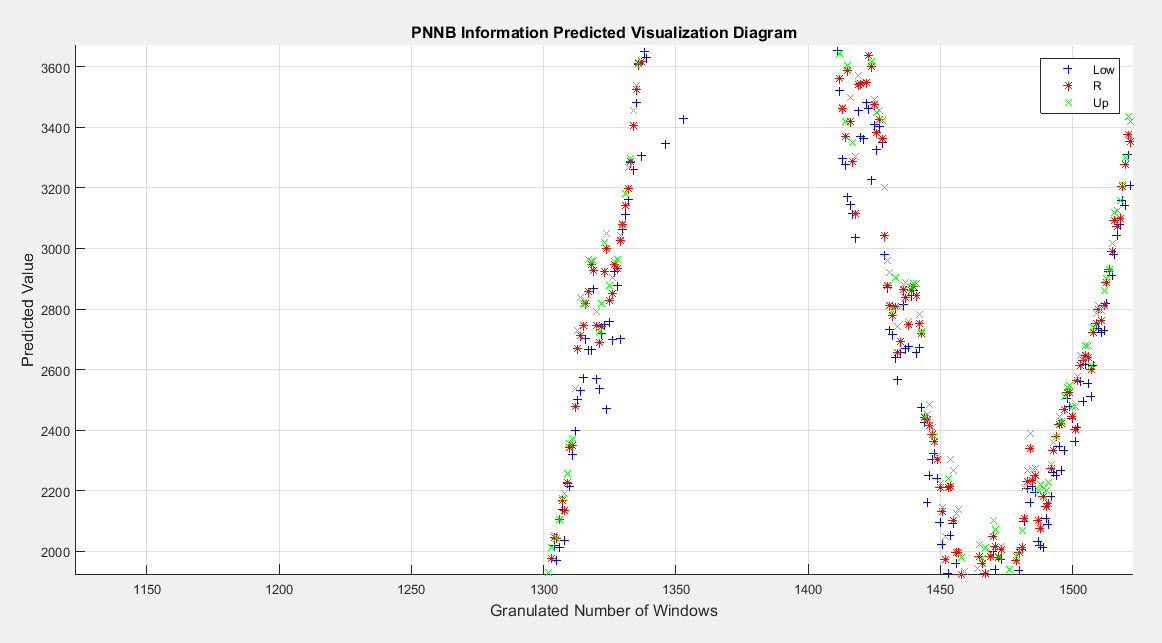 PNNB Information Predicted Visualization Diagram
Low
R
Up
3600
3400
3200
3000
2800
2600
2400
2200
2000
Predicted Value
1150 1200 1250 1300 1350 1400 1450 1500
Granulated Number of Windows